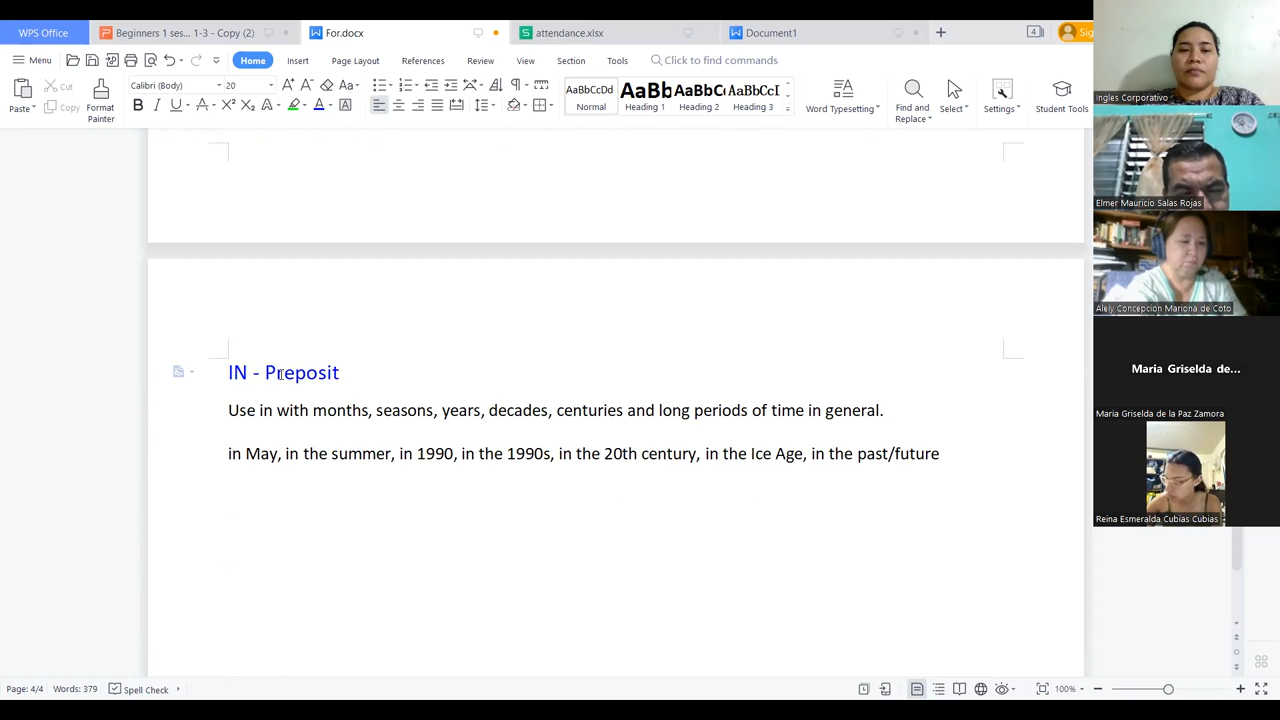 WPS Office
Beginners 1 ses... 1-3 - Copy (2)
For.docx
attendance.xlsx
Document1
Menu
Home
Insert
Page Layout
References
Review
View
Section
Tools
Click to find commands
Paste
Cut
Copy
Format
Painter
Calibri (Body)
20
AaBbCcDd
Normal
Heading 1
Heading 2
Heading 3
Word Typesetting
Find and
Replace
Select
Settings
Student Tools
IN - Preposit
Use in with months, seasons, years, decades, centuries and long periods of time in general.
in May, in the summer, in 1990, in the 1990s, in the 20th century, in the Ice Age, in the past/future
Ingles Corporativo
Elmer Mauricio Salas Rojas
Alely Concepcion Mariona de Coto
Maria Griselda de...
Maria Griselda de la Paz Zamora
Reina Esmeralda Cubias Cubias
Page: 4/4
Words: 379
Spell Check
100%